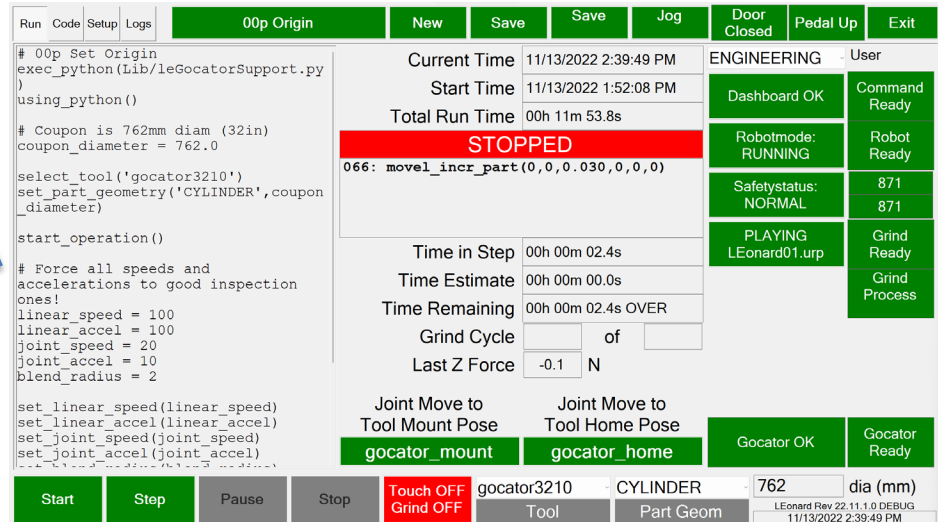 Run Code Setup Logs 00p Origin New Save Save Jog Door Closed Pedal Up Exit
# 00p Set Origin
exec_python(Lib/leGocatorSupport.py
)
using_python()
# Coupon is 762mm diam (32in)
coupon_diameter = 762.0
select_tool('gocator3210')
set_part_geometry('CYLINDER',coupon
_diameter)
start_operation()
# Force all speeds and
accelerations to good inspection
ones!
linear_speed = 100
linear_accel = 100
joint_speed = 20
joint_accel = 10
blend_radius = 2
set_linear_speed(linear_speed)
set_linear_accel(linear_accel)
set_joint_speed(joint_speed)
set_joint_accel(joint_accel)
set_blend_radius(blend_radius)
Current Time 11/13/2022 2:39:49 PM
Start Time 11/13/2022 1:52:08 PM
Total Run Time 00h 11m 53.8s
STOPPED
066: movel_incr_part(0,0,0.030,0,0,0)
Time in Step 00h 00m 02.4s
Time Estimate 00h 00m 00.0s
Time Remaining 00h 00m 02.4s OVER
Grind Cycle of
Last Z Force -0.1 N
Joint Move to
Tool Mount Pose
gocator_mount
Joint Move to
Tool Home Pose
gocator_home
ENGINEERING User
Dashboard OK
Command
Ready
Robotmode:
RUNNING
Robot
Ready
Safetystatus:
NORMAL
871
871
PLAYING
LEonard01.urp
Grind
Ready
Grind
Process
Gocator OK
Gocator
Ready
Start Step Pause Stop
Touch OFF
Grind OFF
gocator3210
Tool
CYLINDER
Part Geom
762 dia (mm)
LEonard Rev 22.11.1.0 DEBUG
11/13/2022 2:39:49 PM